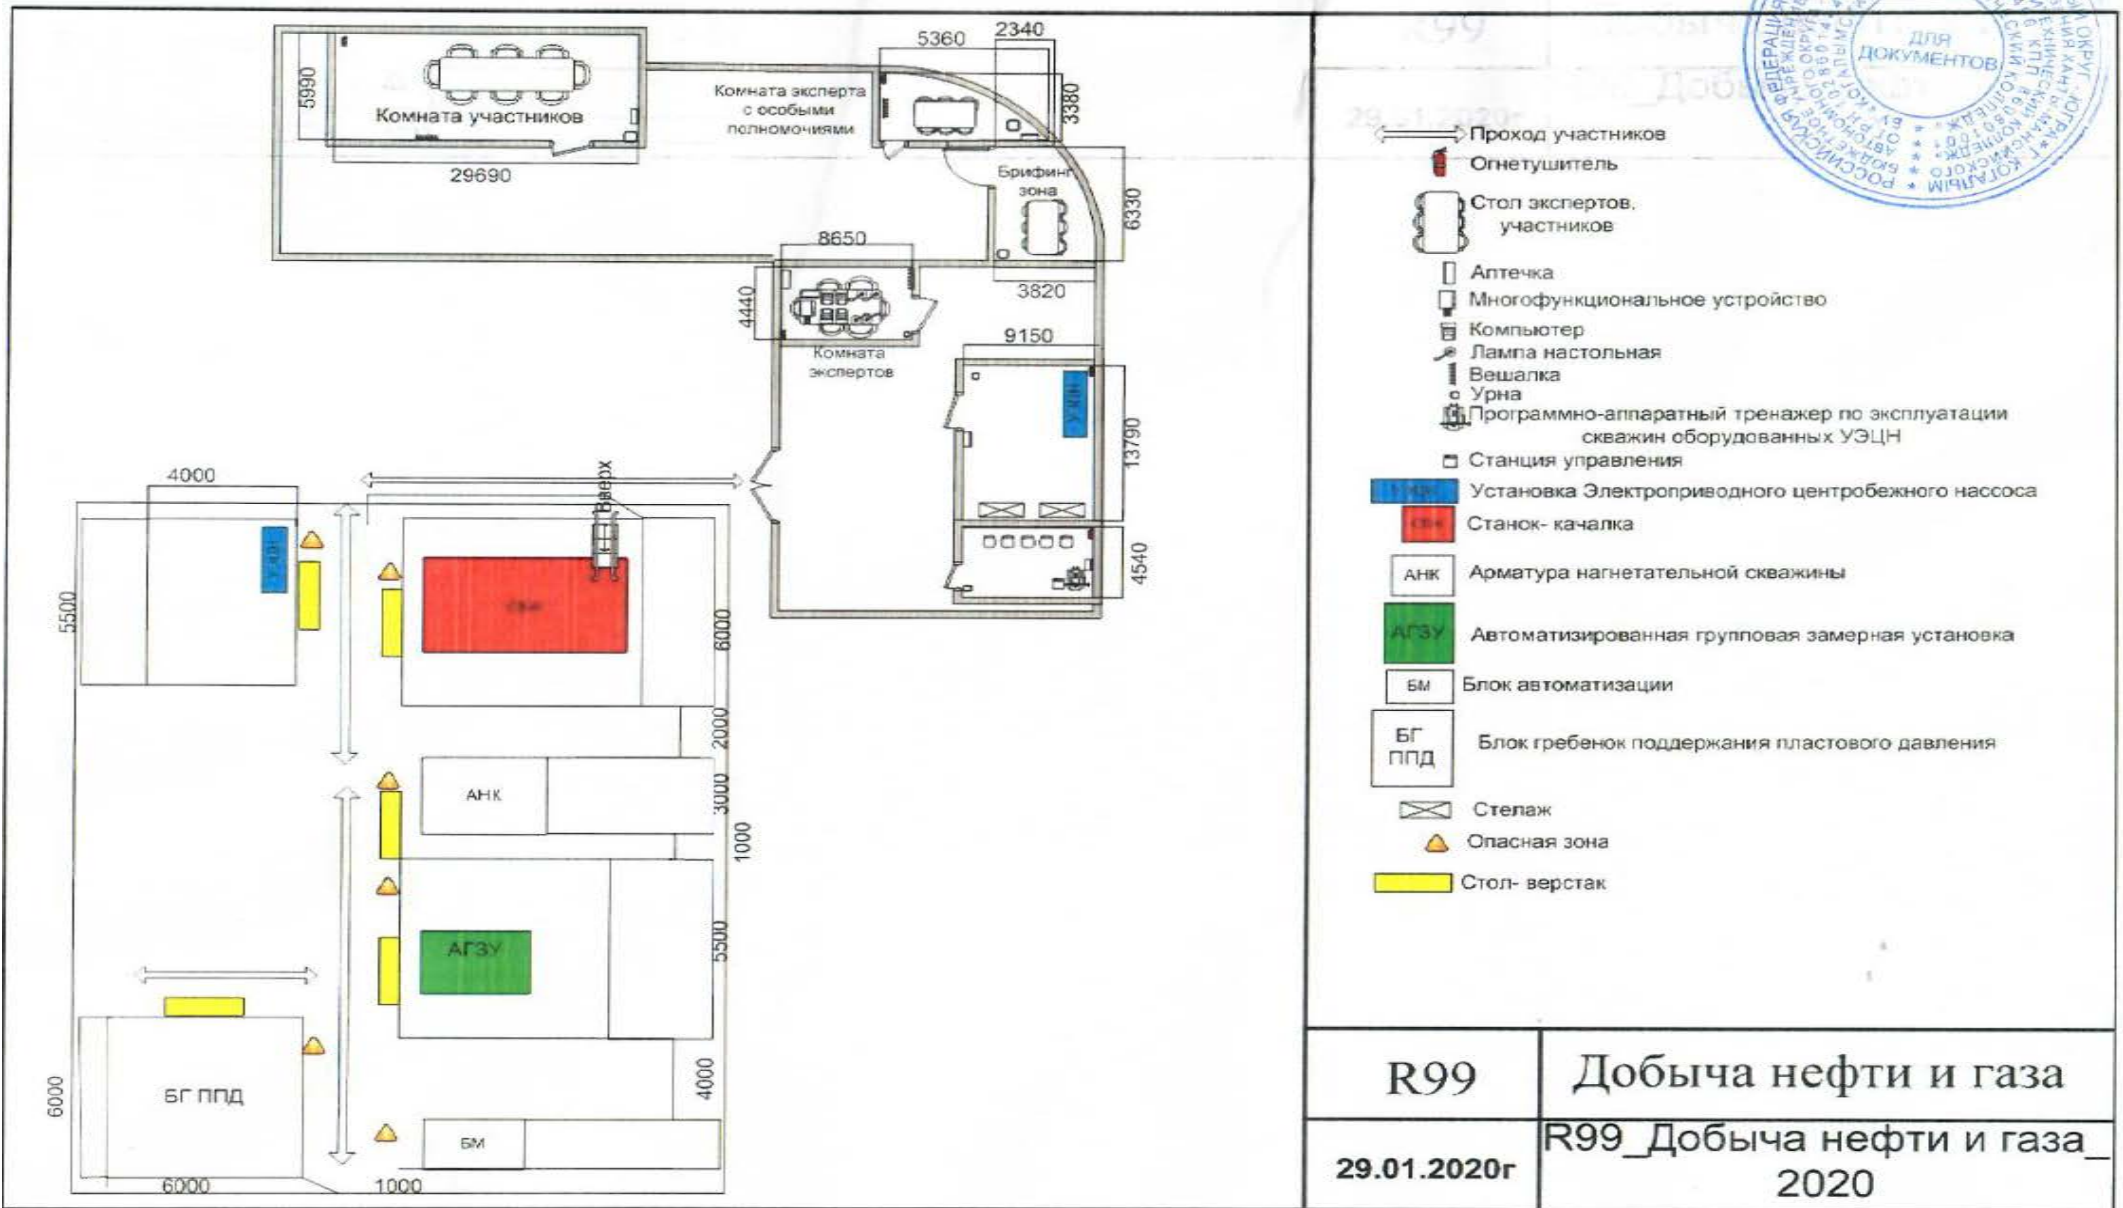 5990
Комната участников
29690
Комната эксперта
с особыми
полномочиями
5360
2340
3380
Брифинг
зона
6330
3820
8650
4440
Комната
экспертов
9150
13790
4540
4000
5500
Вверх
6000
2000
АНК
3000
1000
АГЗУ
5500
БГ ППД
6000
6000
1000
БМ
4000
ДЛЯ
ДОКУМЕНТОВ
Проход участников
Огнетушитель
Стол экспертов,
участников
Аптечка
Многофункциональное устройство
Компьютер
Лампа настольная
Вешалка
Урна
Программно-аппаратный тренажер по эксплуатации
скважин оборудованных УЭЦН
Станция управления
Установка Электроприводного центробежного нассоса
Станок- качалка
АНК Арматура нагнетательной скважины
АГЗУ Автоматизированная групповая замерная установка
БМ Блок автоматизации
БГ
ППД
Блок гребенок поддержания пластового давления
Стелаж
Опасная зона
Стол- верстак
R99
Добыча нефти и газа
29.01.2020г
R99_Добыча нефти и газа_
2020